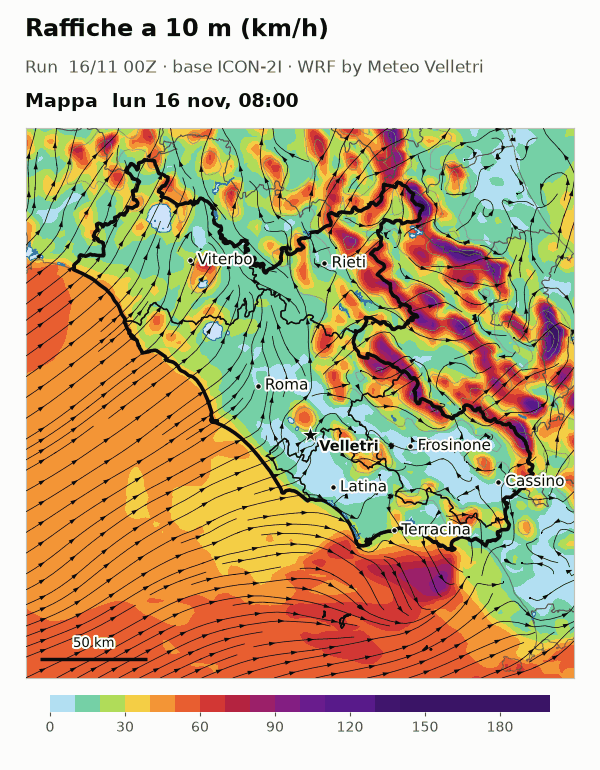 Raffiche a 10 m (km/h)
Run 16/11 00Z · base ICON-2I · WRF by Meteo Velletri
Mappa lun 16 nov, 08:00
Viterbo
Rieti
Roma
Velletri
Frosinone
Latina
Cassino
Terracina
50 km
0 30 60 90 120 150 180